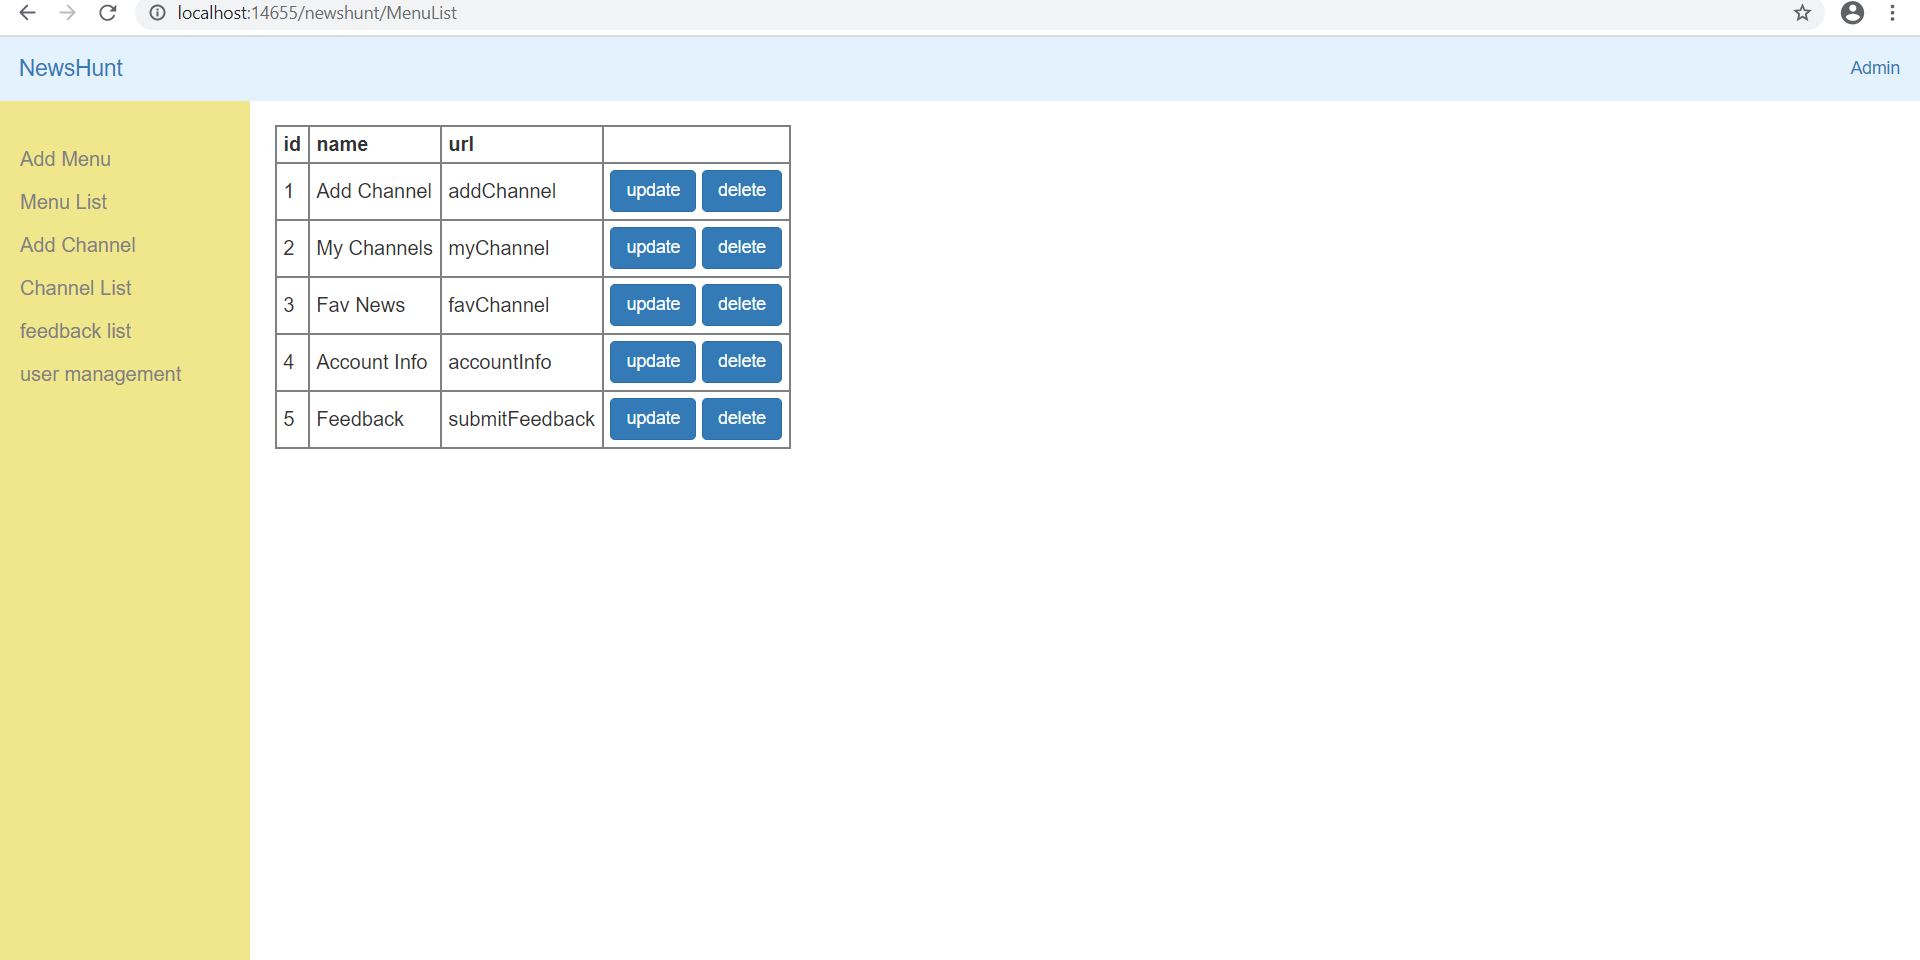 localhost:14655/newshunt/MenuList
NewsHunt Admin
Add Menu
Menu List
Add Channel
Channel List
feedback list
user management
id name url
1 Add Channel addChannel update delete
2 My Channels myChannel update delete
3 Fav News favChannel update delete
4 Account Info accountInfo update delete
5 Feedback submitFeedback update delete